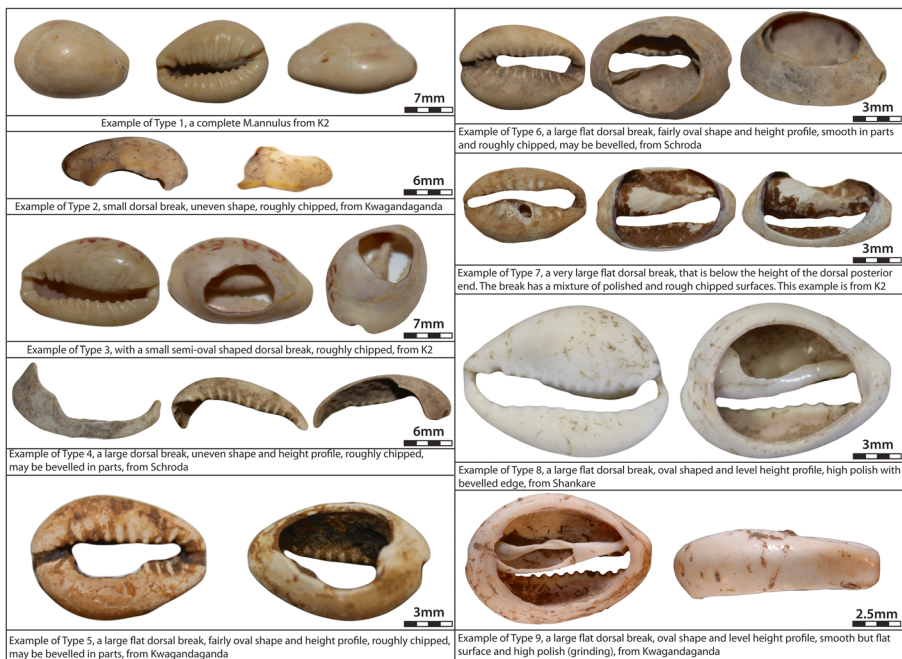 7mm
Example of Type 1, a complete M.annulus from K2
6mm
Example of Type 2, small dorsal break, uneven shape, roughly chipped, from Kwagandaganda
7mm
Example of Type 3, with a small semi-oval shaped dorsal break, roughly chipped, from K2
6mm
Example of Type 4, a large dorsal break, uneven shape and height profile, roughly chipped,
may be bevelled in parts, from Schroda
3mm
Example of Type 5, a large flat dorsal break, fairly oval shape and height profile, roughly chipped,
may be bevelled in parts, from Kwagandaganda
3mm
Example of Type 6, a large flat dorsal break, fairly oval shape and height profile, smooth in parts
and roughly chipped, may be bevelled, from Schroda
3mm
Example of Type 7, a very large flat dorsal break, that is below the height of the dorsal posterior
end. The break has a mixture of polished and rough chipped surfaces. This example is from K2
3mm
Example of Type 8, a large flat dorsal break, oval shaped and level height profile, high polish with
bevelled edge, from Shankare
2.5mm
Example of Type 9, a large flat dorsal break, oval shape and level height profile, smooth but flat
surface and high polish (grinding), from Kwagandaganda